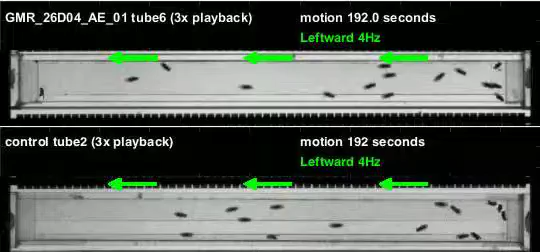 GMR_26D04_AE_01 tube6 (3x playback)
motion 192.0 seconds
Leftward 4Hz
control tube2 (3x playback)
motion 192 seconds
Leftward 4Hz